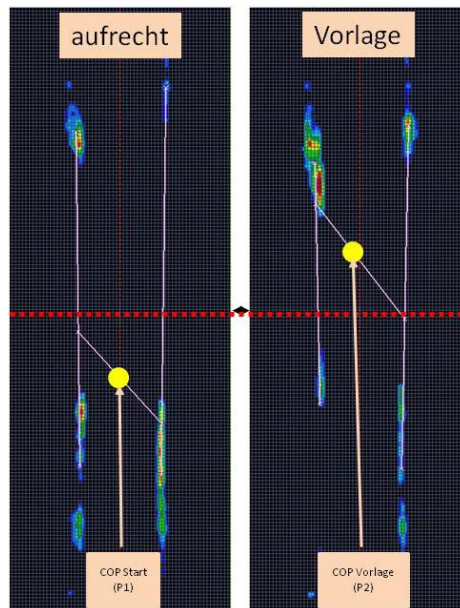 aufrecht
Vorlage
COP Start
(P1)
COP Vorlage
(P2)